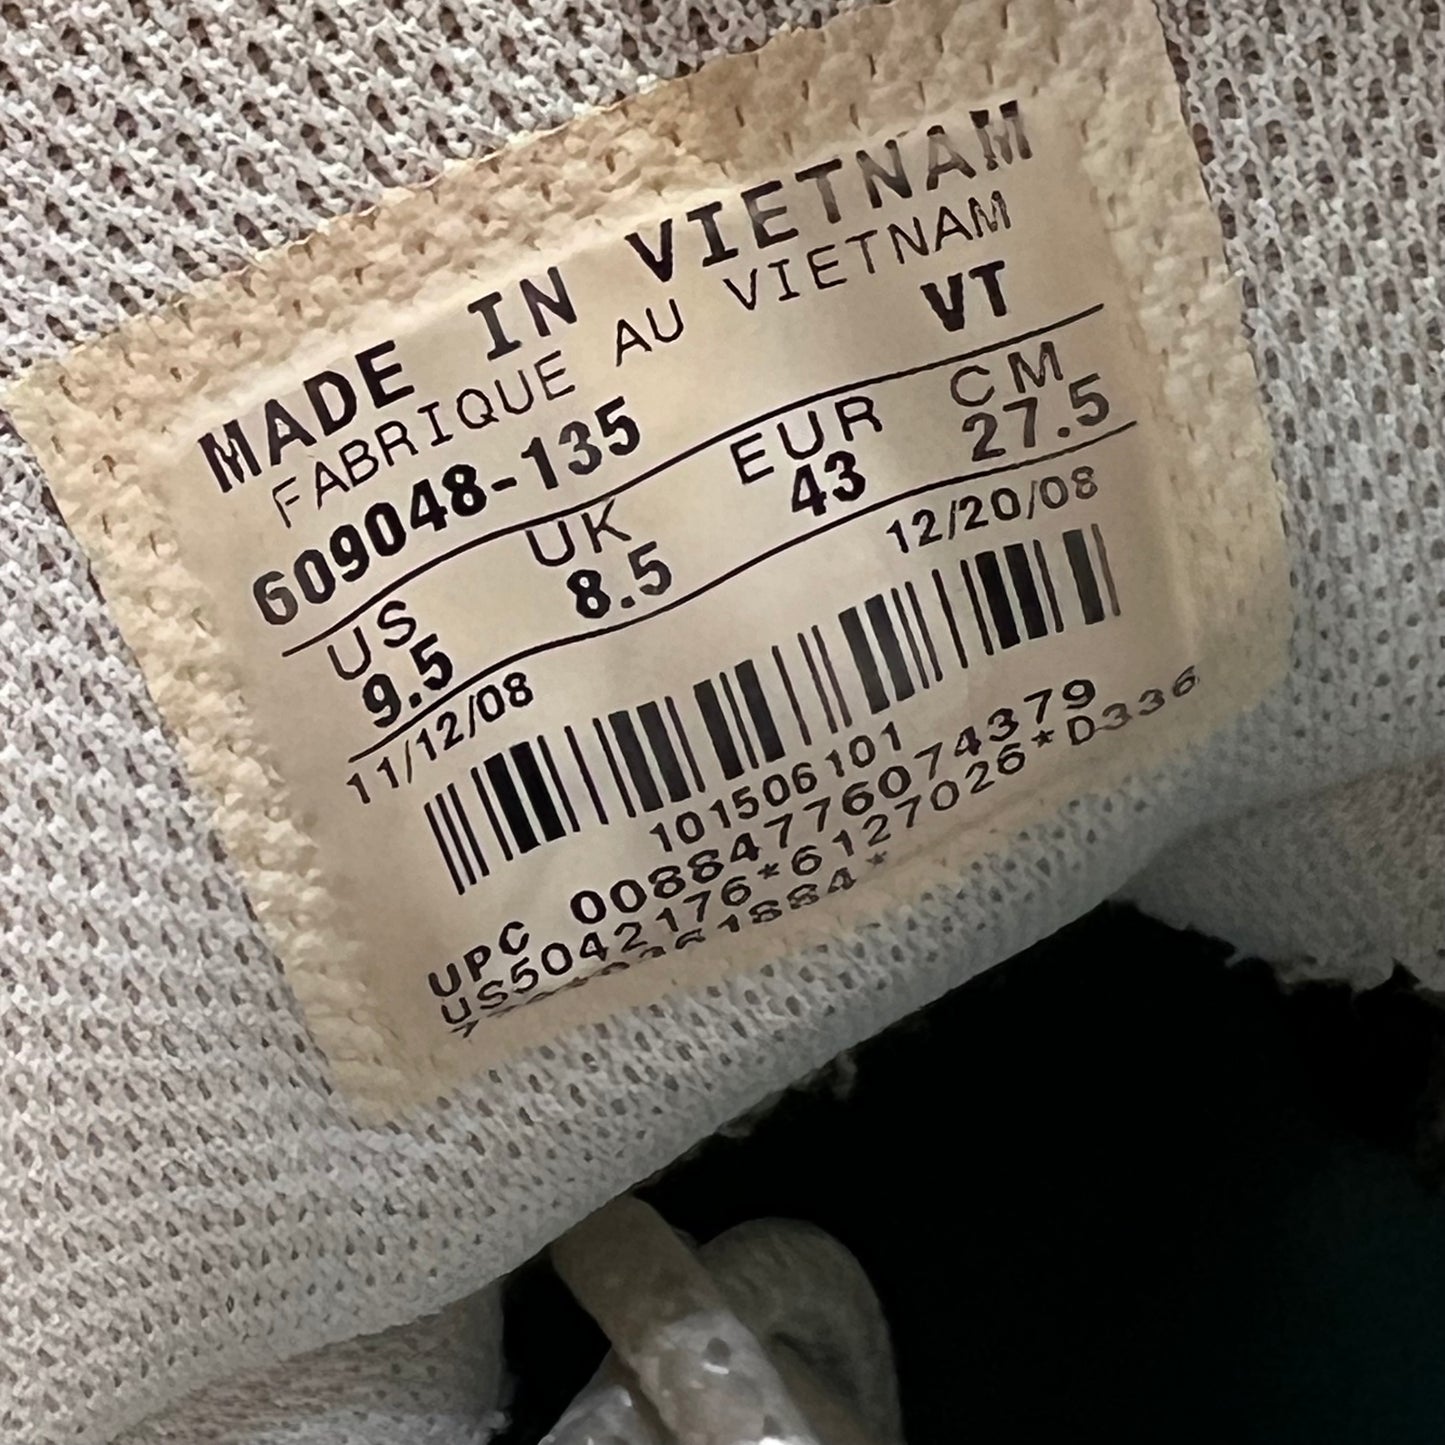 MADE IN VIETNAM
FABRIQUE AU VIETNAM
609048-135 VT
US UK EUR CM
9.5 8.5 43 27.5
11/12/08 12/20/08
101506101
UPC 00884776074379
US5042176*6127026*D336